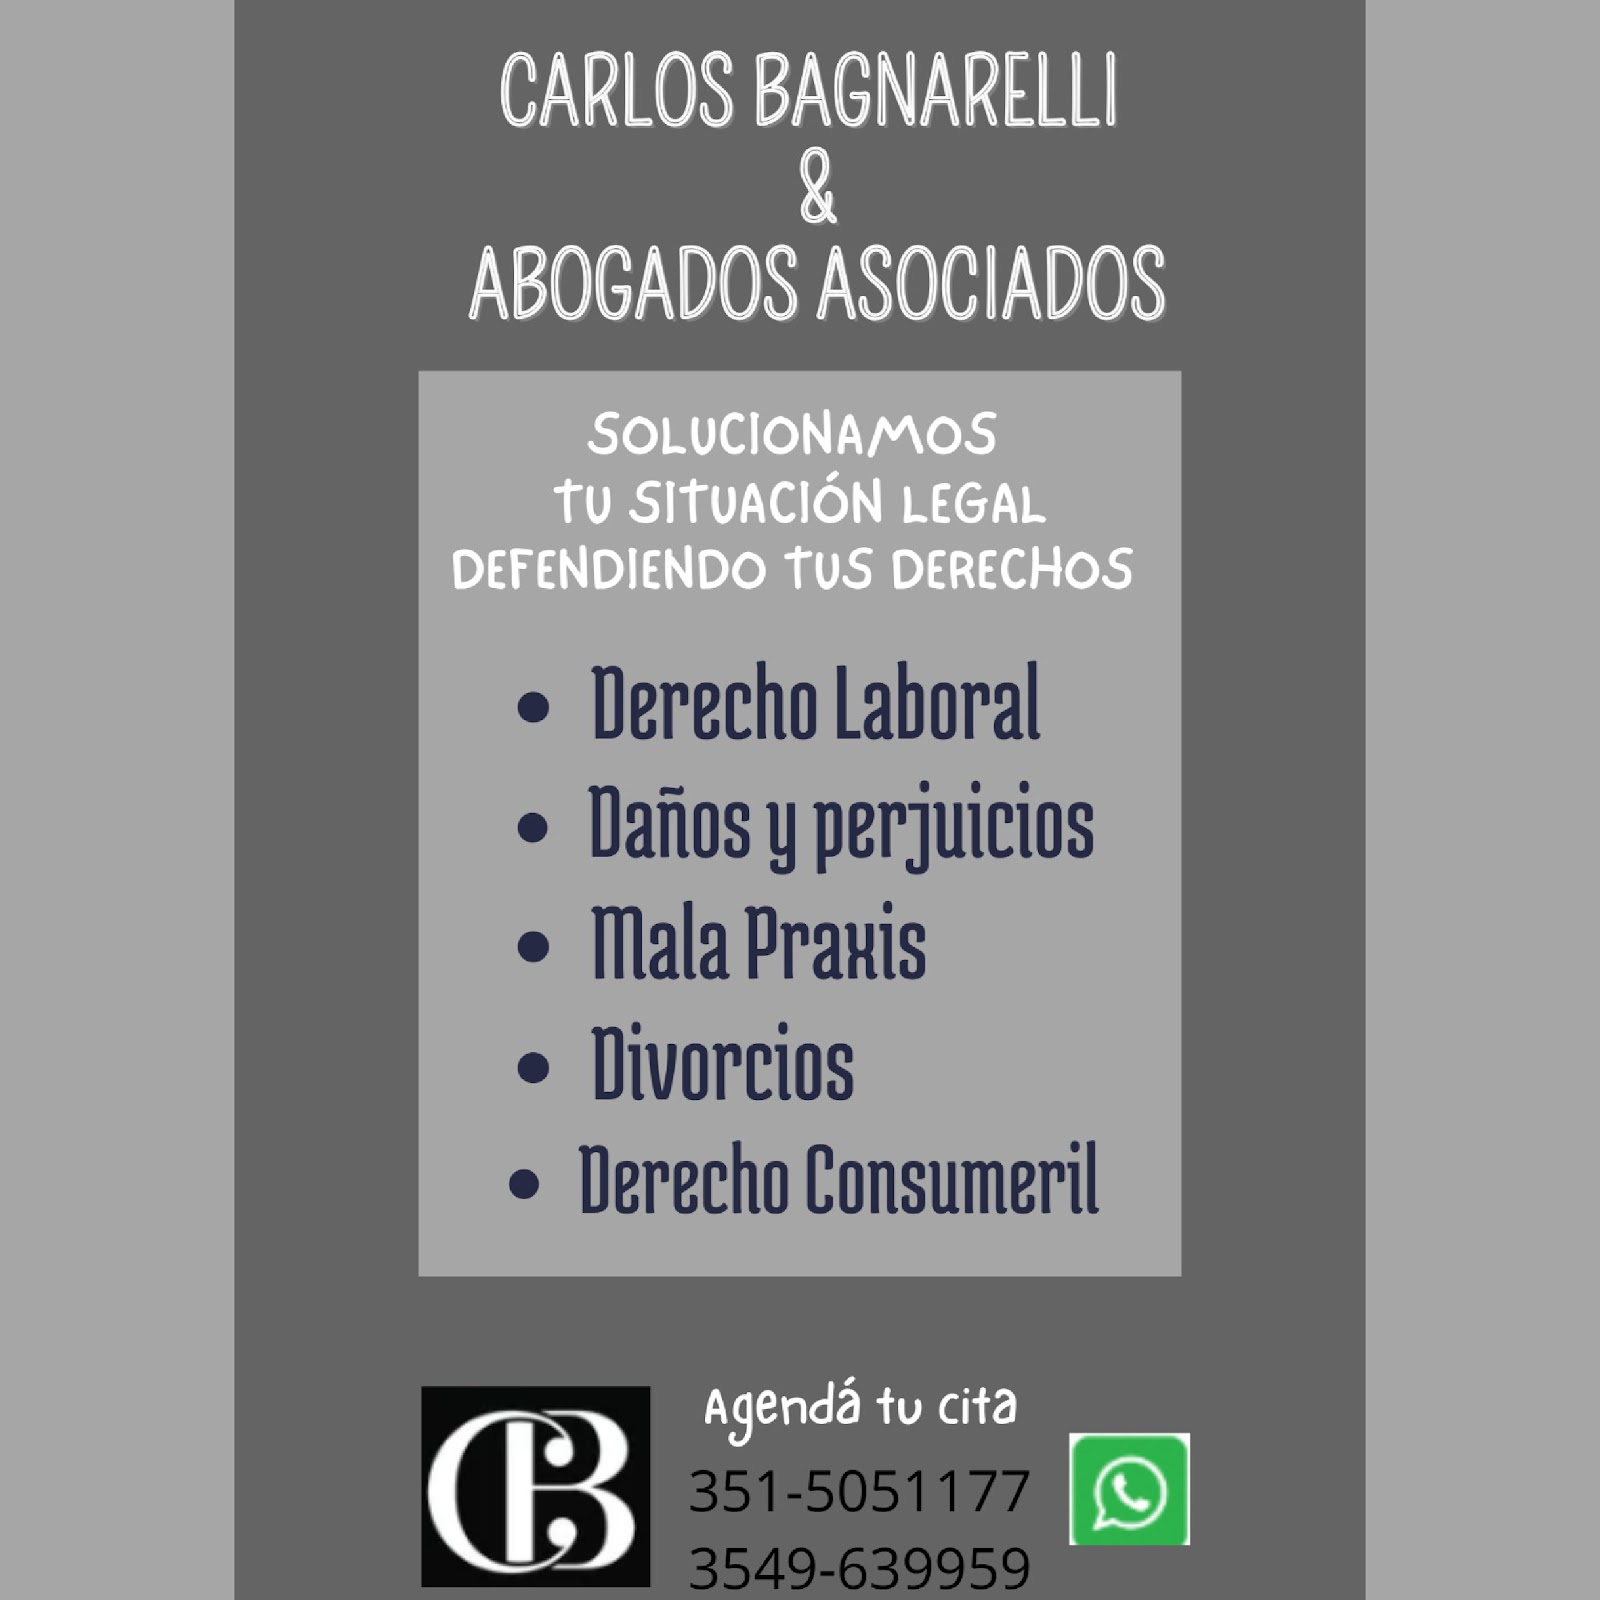 CARLOS BAGNARELLI
&
ABOGADOS ASOCIADOS
SOLUCIONAMOS
TU SITUACIÓN LEGAL
DEFENDIENDO TUS DERECHOS
• Derecho Laboral
• Daños y perjuicios
• Mala Praxis
• Divorcios
• Derecho Consumeril
CB
Agendá tu cita
351-5051177
3549-639959